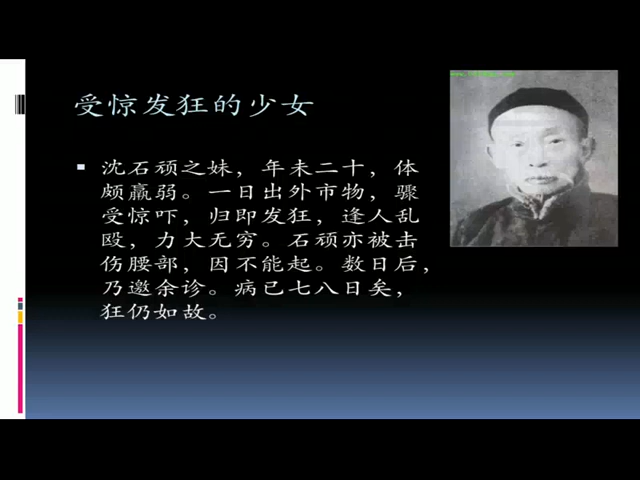 受惊发狂的少女
沈石顽之妹，年未二十，体
颇羸弱。一日出外市物，骤
受惊吓，归即发狂，逢人乱
殴，力大无穷。石顽亦被击
伤腰部，因不能起。数日后，
乃邀余诊。病已七八日矣，
狂仍如故。